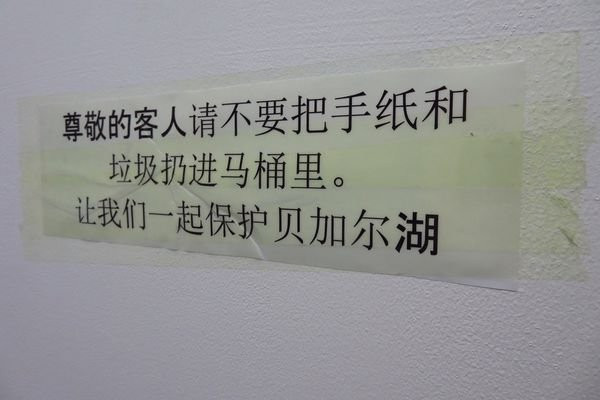 尊敬的客人请不要把手纸和
垃圾扔进马桶里。
让我们一起保护贝加尔湖